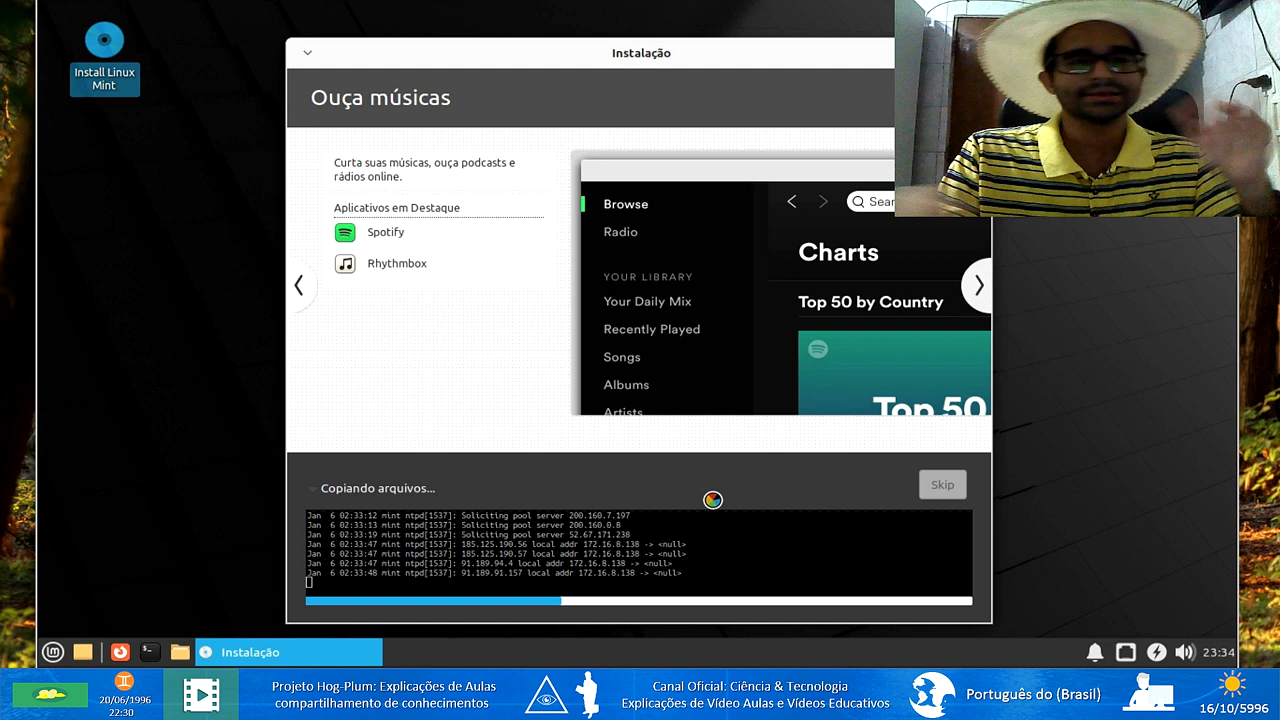 Install Linux
Mint
Instalação
Ouça músicas
Curta suas músicas, ouça podcasts e
rádios online.
Aplicativos em Destaque
Spotify
Rhythmbox
Browse
Radio
YOUR LIBRARY
Your Daily Mix
Recently Played
Songs
Albums
Artists
Sear
Charts
Top 50 by Country
Top 50
Copiando arquivos...
Skip
Jan 6 02:33:12 mint ntpd[1537]: Soliciting pool server 200.160.7.197
Jan 6 02:33:13 mint ntpd[1537]: Soliciting pool server 200.160.0.8
Jan 6 02:33:19 mint ntpd[1537]: Soliciting pool server 52.67.171.238
Jan 6 02:33:47 mint ntpd[1537]: 185.125.190.56 local addr 172.16.8.138 -> <null>
Jan 6 02:33:47 mint ntpd[1537]: 185.125.190.57 local addr 172.16.8.138 -> <null>
Jan 6 02:33:47 mint ntpd[1537]: 91.189.94.4 local addr 172.16.8.138 -> <null>
Jan 6 02:33:48 mint ntpd[1537]: 91.189.91.157 local addr 172.16.8.138 -> <null>
Instalação
23:34
20/06/1996
22:30
Projeto Hog-Plum: Explicações de Aulas
compartilhamento de conhecimentos
Canal Oficial: Ciência & Tecnologia
Explicações de Vídeo Aulas e Vídeos Educativos
Português do (Brasil)
16/10/5996